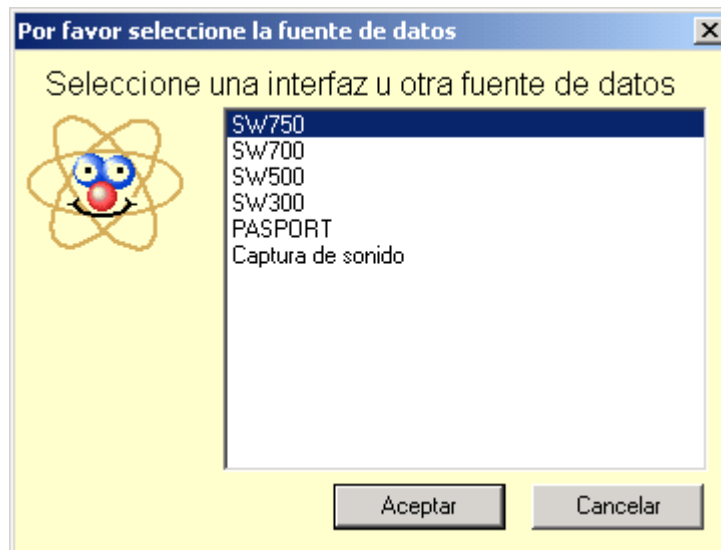 Por favor seleccione la fuente de datos
Seleccione una interfaz u otra fuente de datos
SW750
SW700
SW500
SW300
PASPORT
Captura de sonido
Aceptar
Cancelar